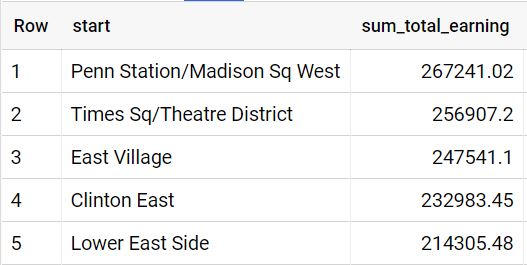 Row start sum_total_earning
1 Penn Station/Madison Sq West 267241.02
2 Times Sq/Theatre District 256907.2
3 East Village 247541.1
4 Clinton East 232983.45
5 Lower East Side 214305.48